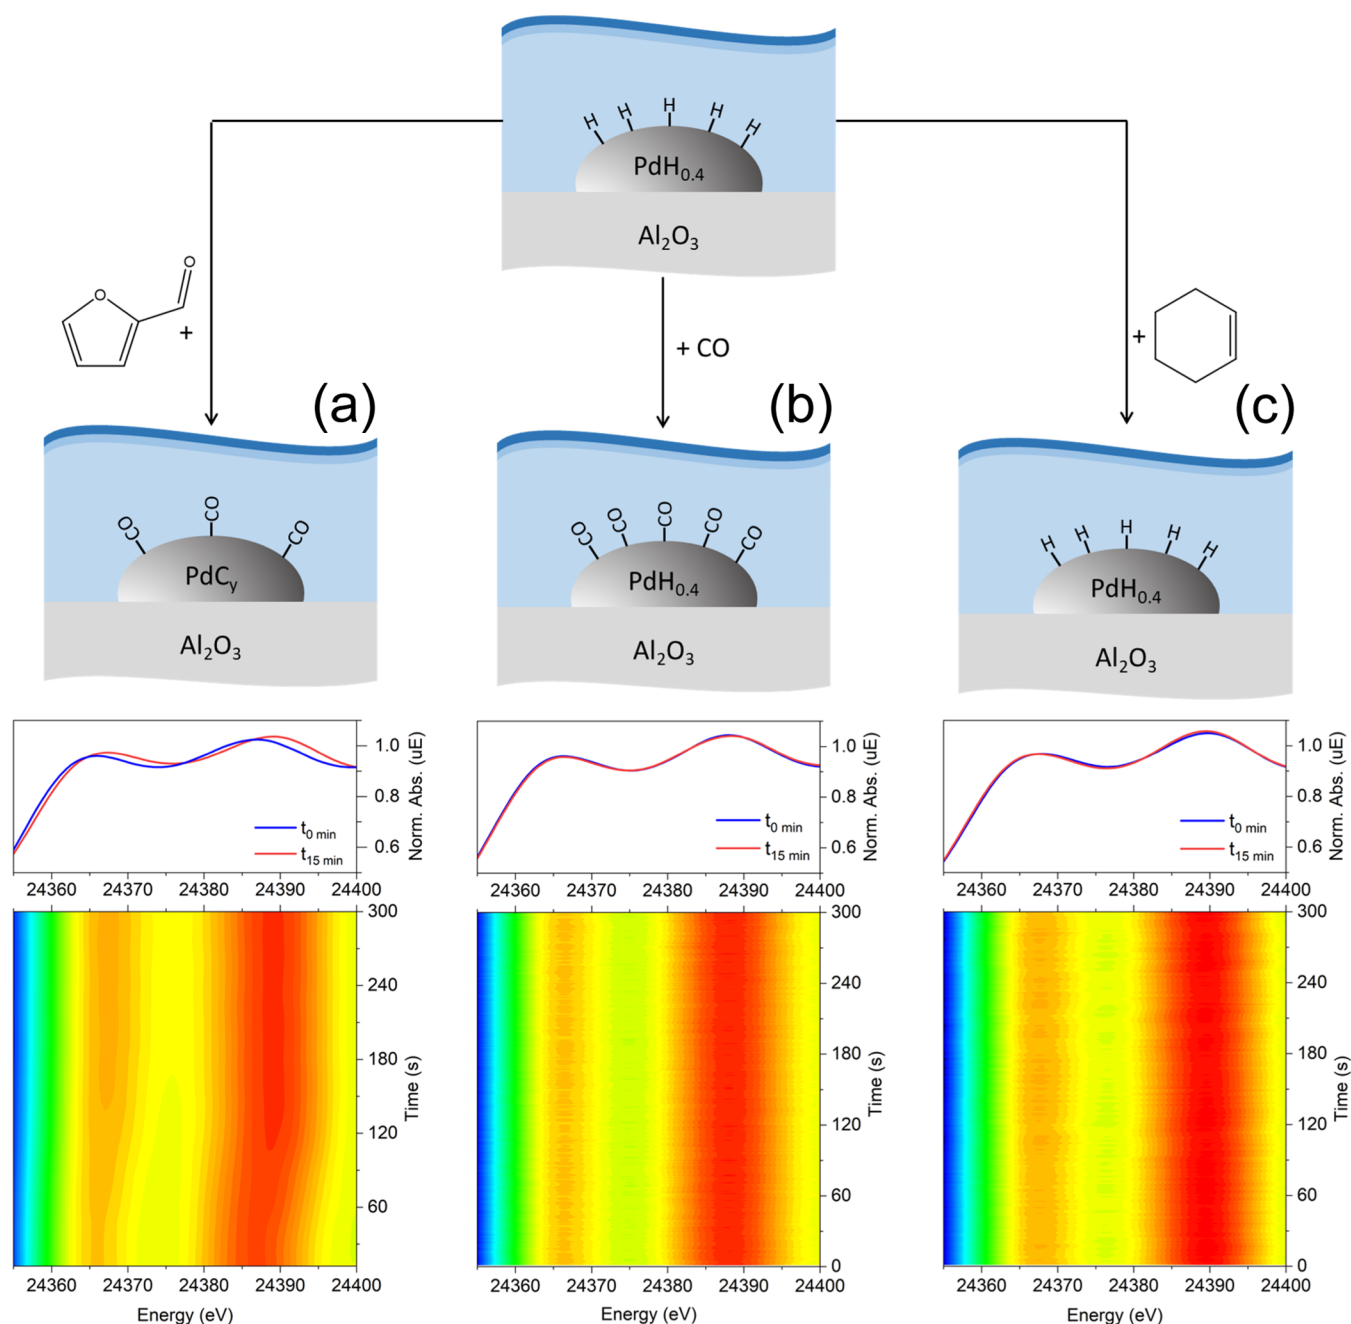 H H H H H
PdH0.4
Al2O3
O
O
+
+ CO
+
(a) (b) (c)
CO CO CO
PdCy
Al2O3
CO CO CO CO CO
PdH0.4
Al2O3
H H H H H
PdH0.4
Al2O3
1.0
0.8
0.6
Norm. Abs. (uE)
t0 min
t15 min
24360 24370 24380 24390 24400
1.0
0.8
0.6
Norm. Abs. (uE)
t0 min
t15 min
24360 24370 24380 24390 24400
1.0
0.8
0.6
Norm. Abs. (uE)
t0 min
t15 min
24360 24370 24380 24390 24400
300
240
180
120
60
Time (s)
24360 24370 24380 24390 24400
Energy (eV)
300
240
180
120
60
0
Time (s)
24360 24370 24380 24390 24400
Energy (eV)
300
240
180
120
60
0
Time (s)
24360 24370 24380 24390 24400
Energy (eV)